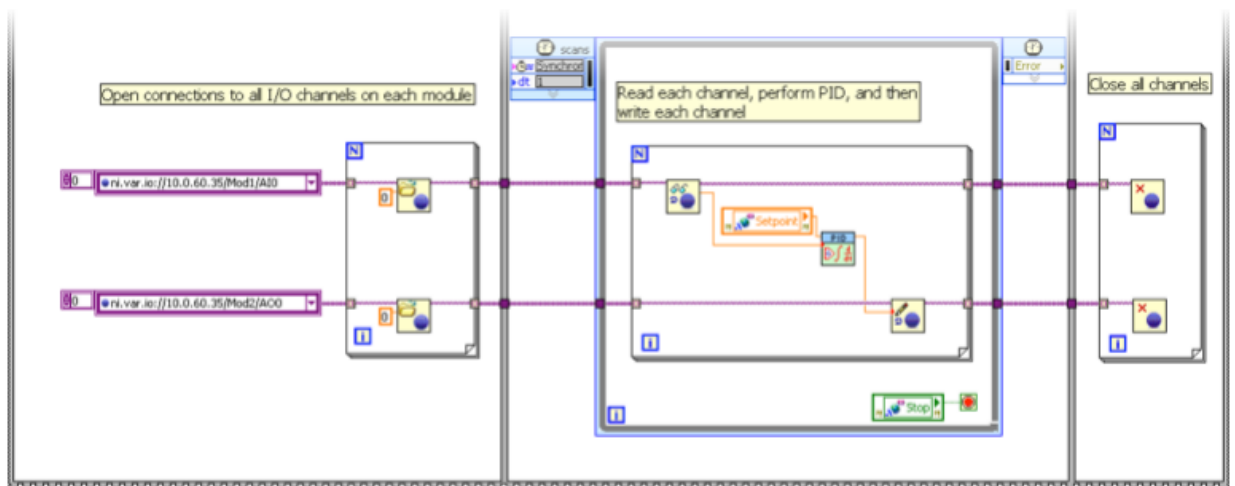 scans
Synchron
Error
dt 1
Open connections to all I/O channels on each module
Read each channel, perform PID, and then
write each channel
Close all channels
N
N
N
0 ni.var.io://10.0.60.35/Mod1/AI0
0
Setpoint
PID
0 ni.var.io://10.0.60.35/Mod2/AO0
0
i
i
i
Stop
i